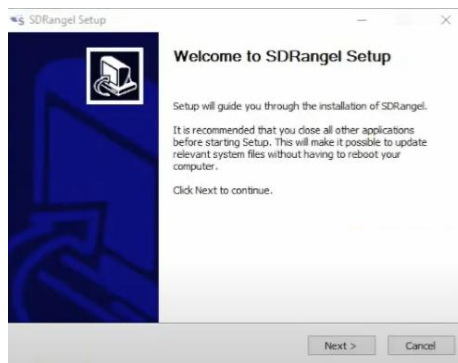 SDRangel Setup
Welcome to SDRangel Setup
Setup will guide you through the installation of SDRangel.
It is recommended that you close all other applications
before starting Setup. This will make it possible to update
relevant system files without having to reboot your
computer.
Click Next to continue.
Next >
Cancel